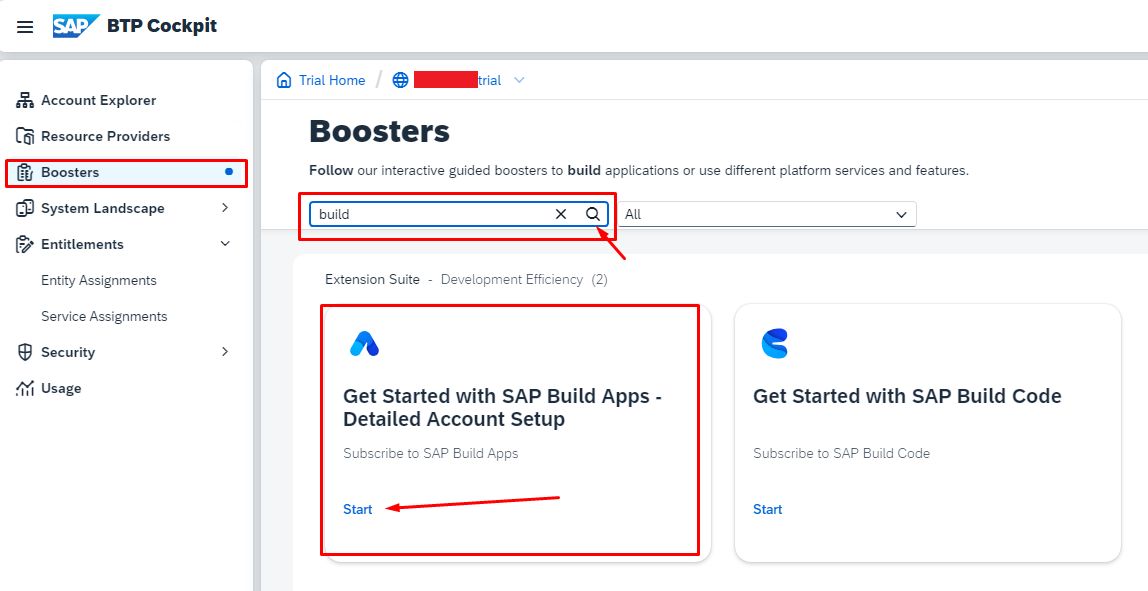 SAP BTP Cockpit
Account Explorer
Resource Providers
Boosters
System Landscape
Entitlements
Entity Assignments
Service Assignments
Security
Usage
Trial Home / trial
Boosters
Follow our interactive guided boosters to build applications or use different platform services and features.
build
All
Extension Suite - Development Efficiency (2)
Get Started with SAP Build Apps -
Detailed Account Setup
Subscribe to SAP Build Apps
Start
Get Started with SAP Build Code
Subscribe to SAP Build Code
Start